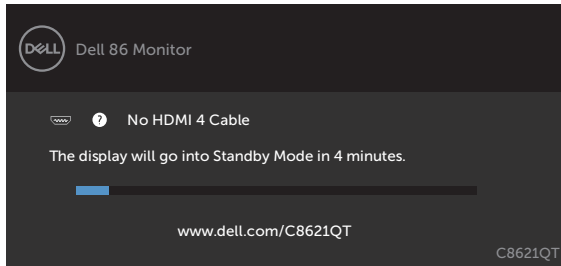 DELL Dell 86 Monitor
? No HDMI 4 Cable
The display will go into Standby Mode in 4 minutes.
www.dell.com/C8621QT
C8621QT